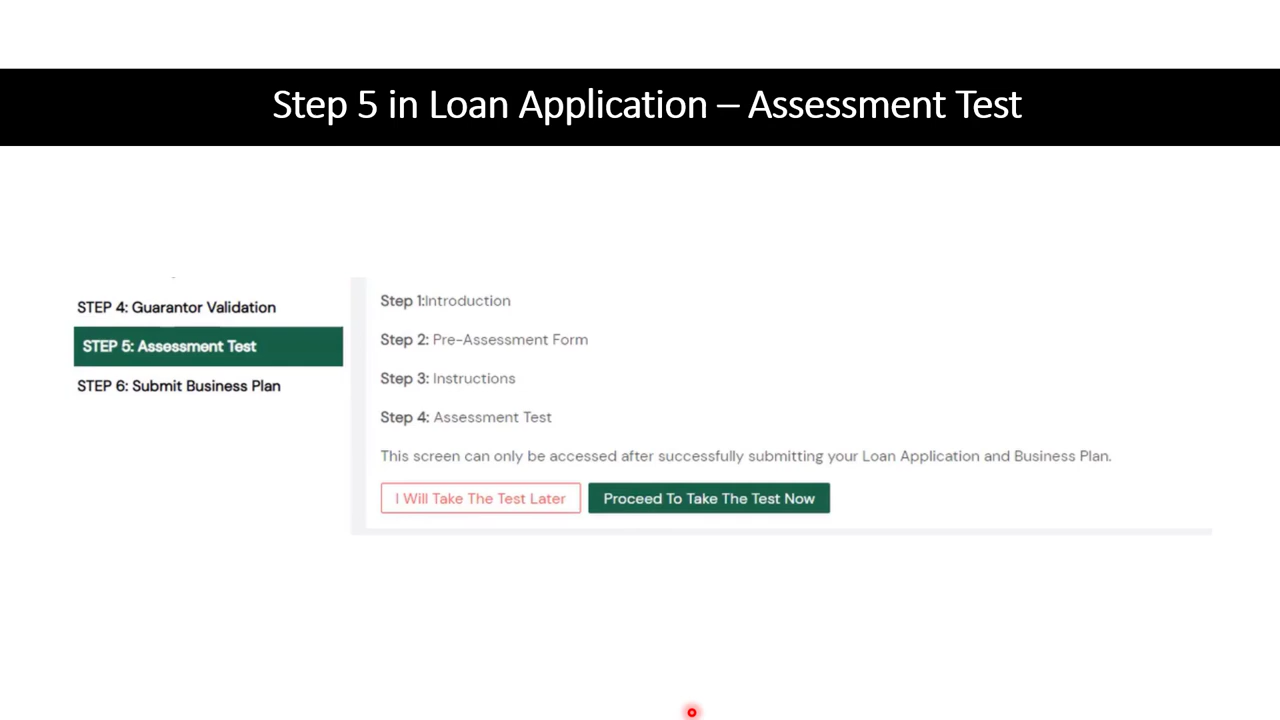 Step 5 in Loan Application – Assessment Test
STEP 4: Guarantor Validation
STEP 5: Assessment Test
STEP 6: Submit Business Plan
Step 1:Introduction
Step 2: Pre-Assessment Form
Step 3: Instructions
Step 4: Assessment Test
This screen can only be accessed after successfully submitting your Loan Application and Business Plan.
I Will Take The Test Later
Proceed To Take The Test Now